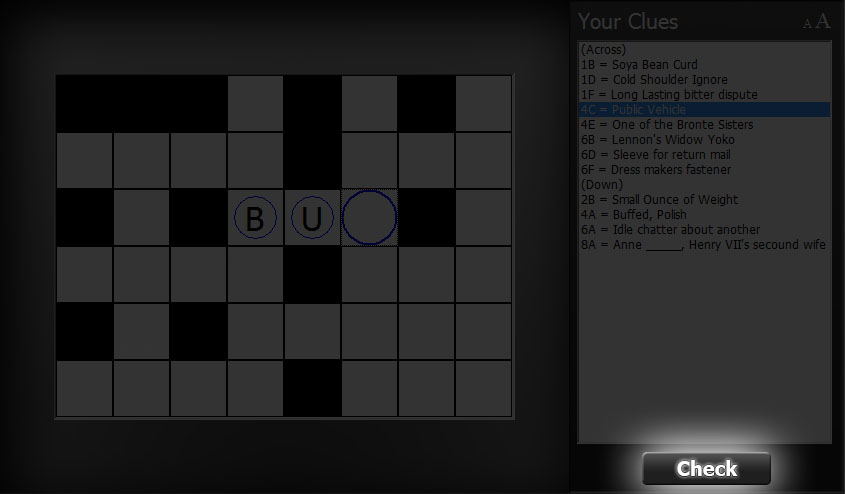 Your Clues A A
(Across)
1B = Soya Bean Curd
1D = Cold Shoulder Ignore
1F = Long Lasting bitter dispute
4C = Public Vehicle
4E = One of the Bronte Sisters
6B = Lennon's Widow Yoko
6D = Sleeve for return mail
6F = Dress makers fastener
(Down)
2B = Small Ounce of Weight
4A = Buffed, Polish
6A = Idle chatter about another
8A = Anne _____, Henry VII's secound wife
B U
Check